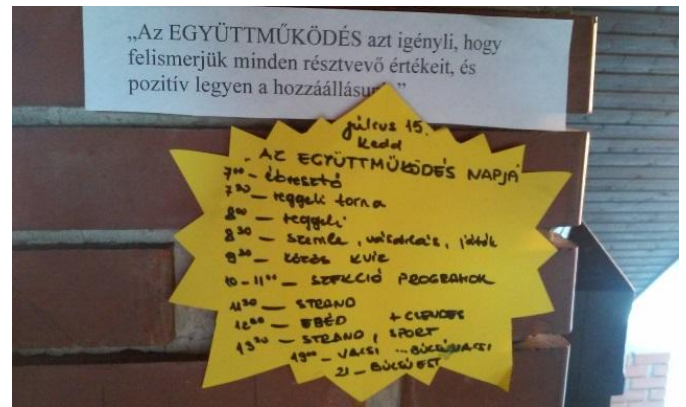 „Az EGYÜTTMŰKÖDÉS azt igényli, hogy
felismerjük minden résztvevő értékeit, és
pozitív legyen a hozzáállásu
július 15.
Kedd
AZ EGYÜTTMŰKÖDÉS NAPJA
7⁰⁰ – ébresztő
7³⁰ – reggeli torna
8⁰⁰ – reggeli
8³⁰ – szemle, vásárlás, játék
9³⁰ – közös kvíz
10–11⁰⁰ – SZEKCIÓ PROGRAMOK
11³⁰ – STRAND
12⁰⁰ – EBÉD + CSENDES
13³⁰ – STRAND, SPORT
19⁰⁰ – VACSI
21 – BÚCSÚEST